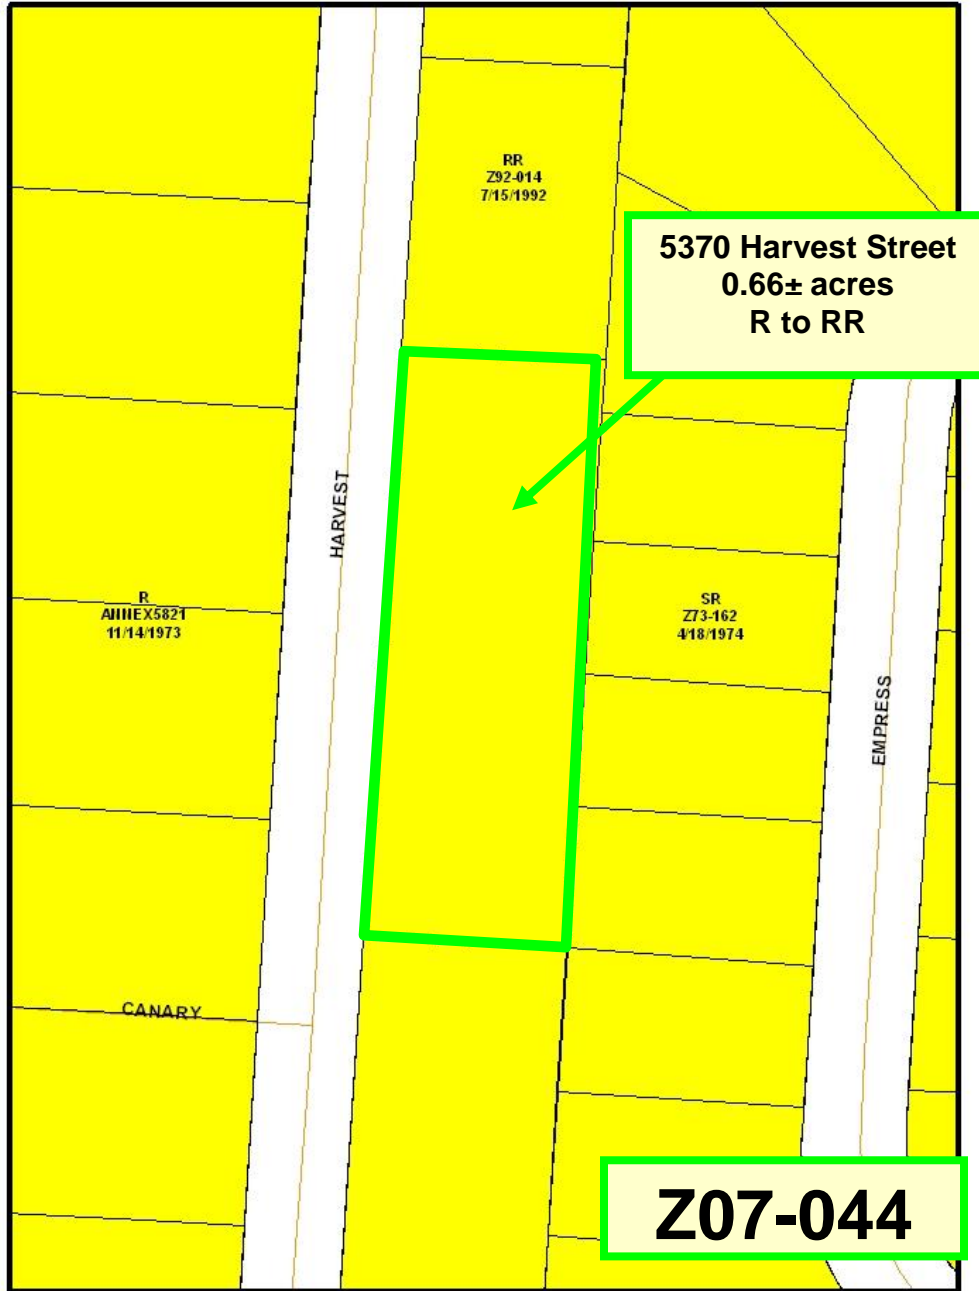 RR
Z92-014
7/15/1992
5370 Harvest Street
0.66± acres
R to RR
HARVEST
R
ANNEX5821
11/14/1973
SR
Z73-162
4/18/1974
EMPRESS
CANARY
Z07-044